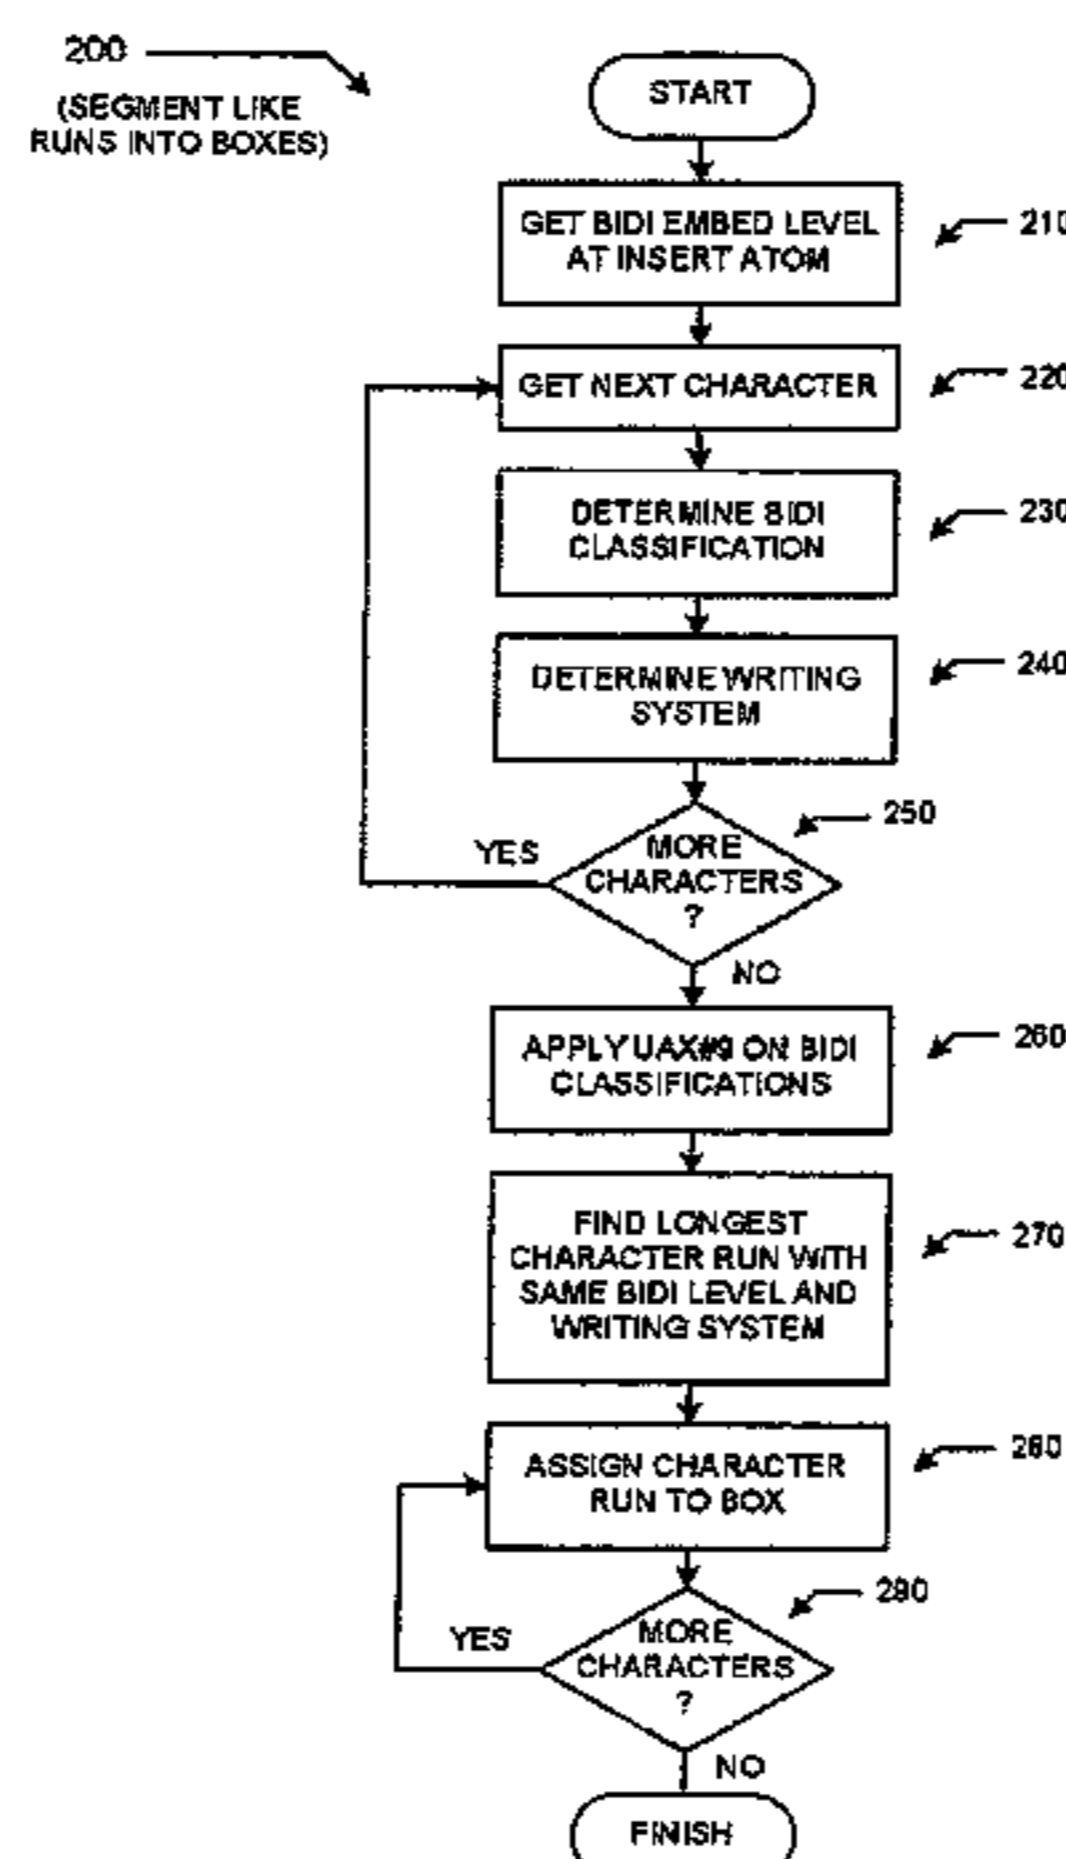 200
(SEGMENT LIKE
RUNS INTO BOXES)
START
GET BIDI EMBED LEVEL
AT INSERT ATOM
210
GET NEXT CHARACTER
220
DETERMINE BIDI
CLASSIFICATION
230
DETERMINE WRITING
SYSTEM
240
250
YES
MORE
CHARACTERS
?
NO
APPLY UAX#9 ON BIDI
CLASSIFICATIONS
260
FIND LONGEST
CHARACTER RUN WITH
SAME BIDI LEVEL AND
WRITING SYSTEM
270
ASSIGN CHARACTER
RUN TO BOX
280
290
YES
MORE
CHARACTERS
?
NO
FINISH